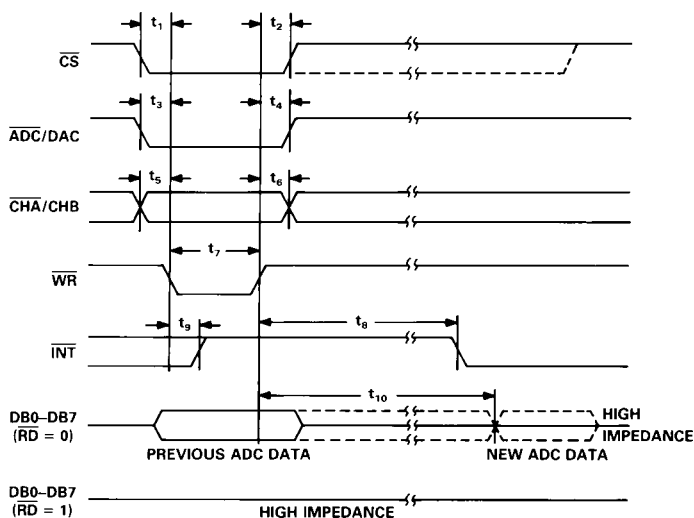 t1
t2
CS
t3
t4
ADC/DAC
t5
t6
CHA/CHB
t7
WR
t9
t8
INT
t10
DB0–DB7
(RD = 0)
HIGH
IMPEDANCE
PREVIOUS ADC DATA
NEW ADC DATA
DB0–DB7
(RD = 1)
HIGH IMPEDANCE